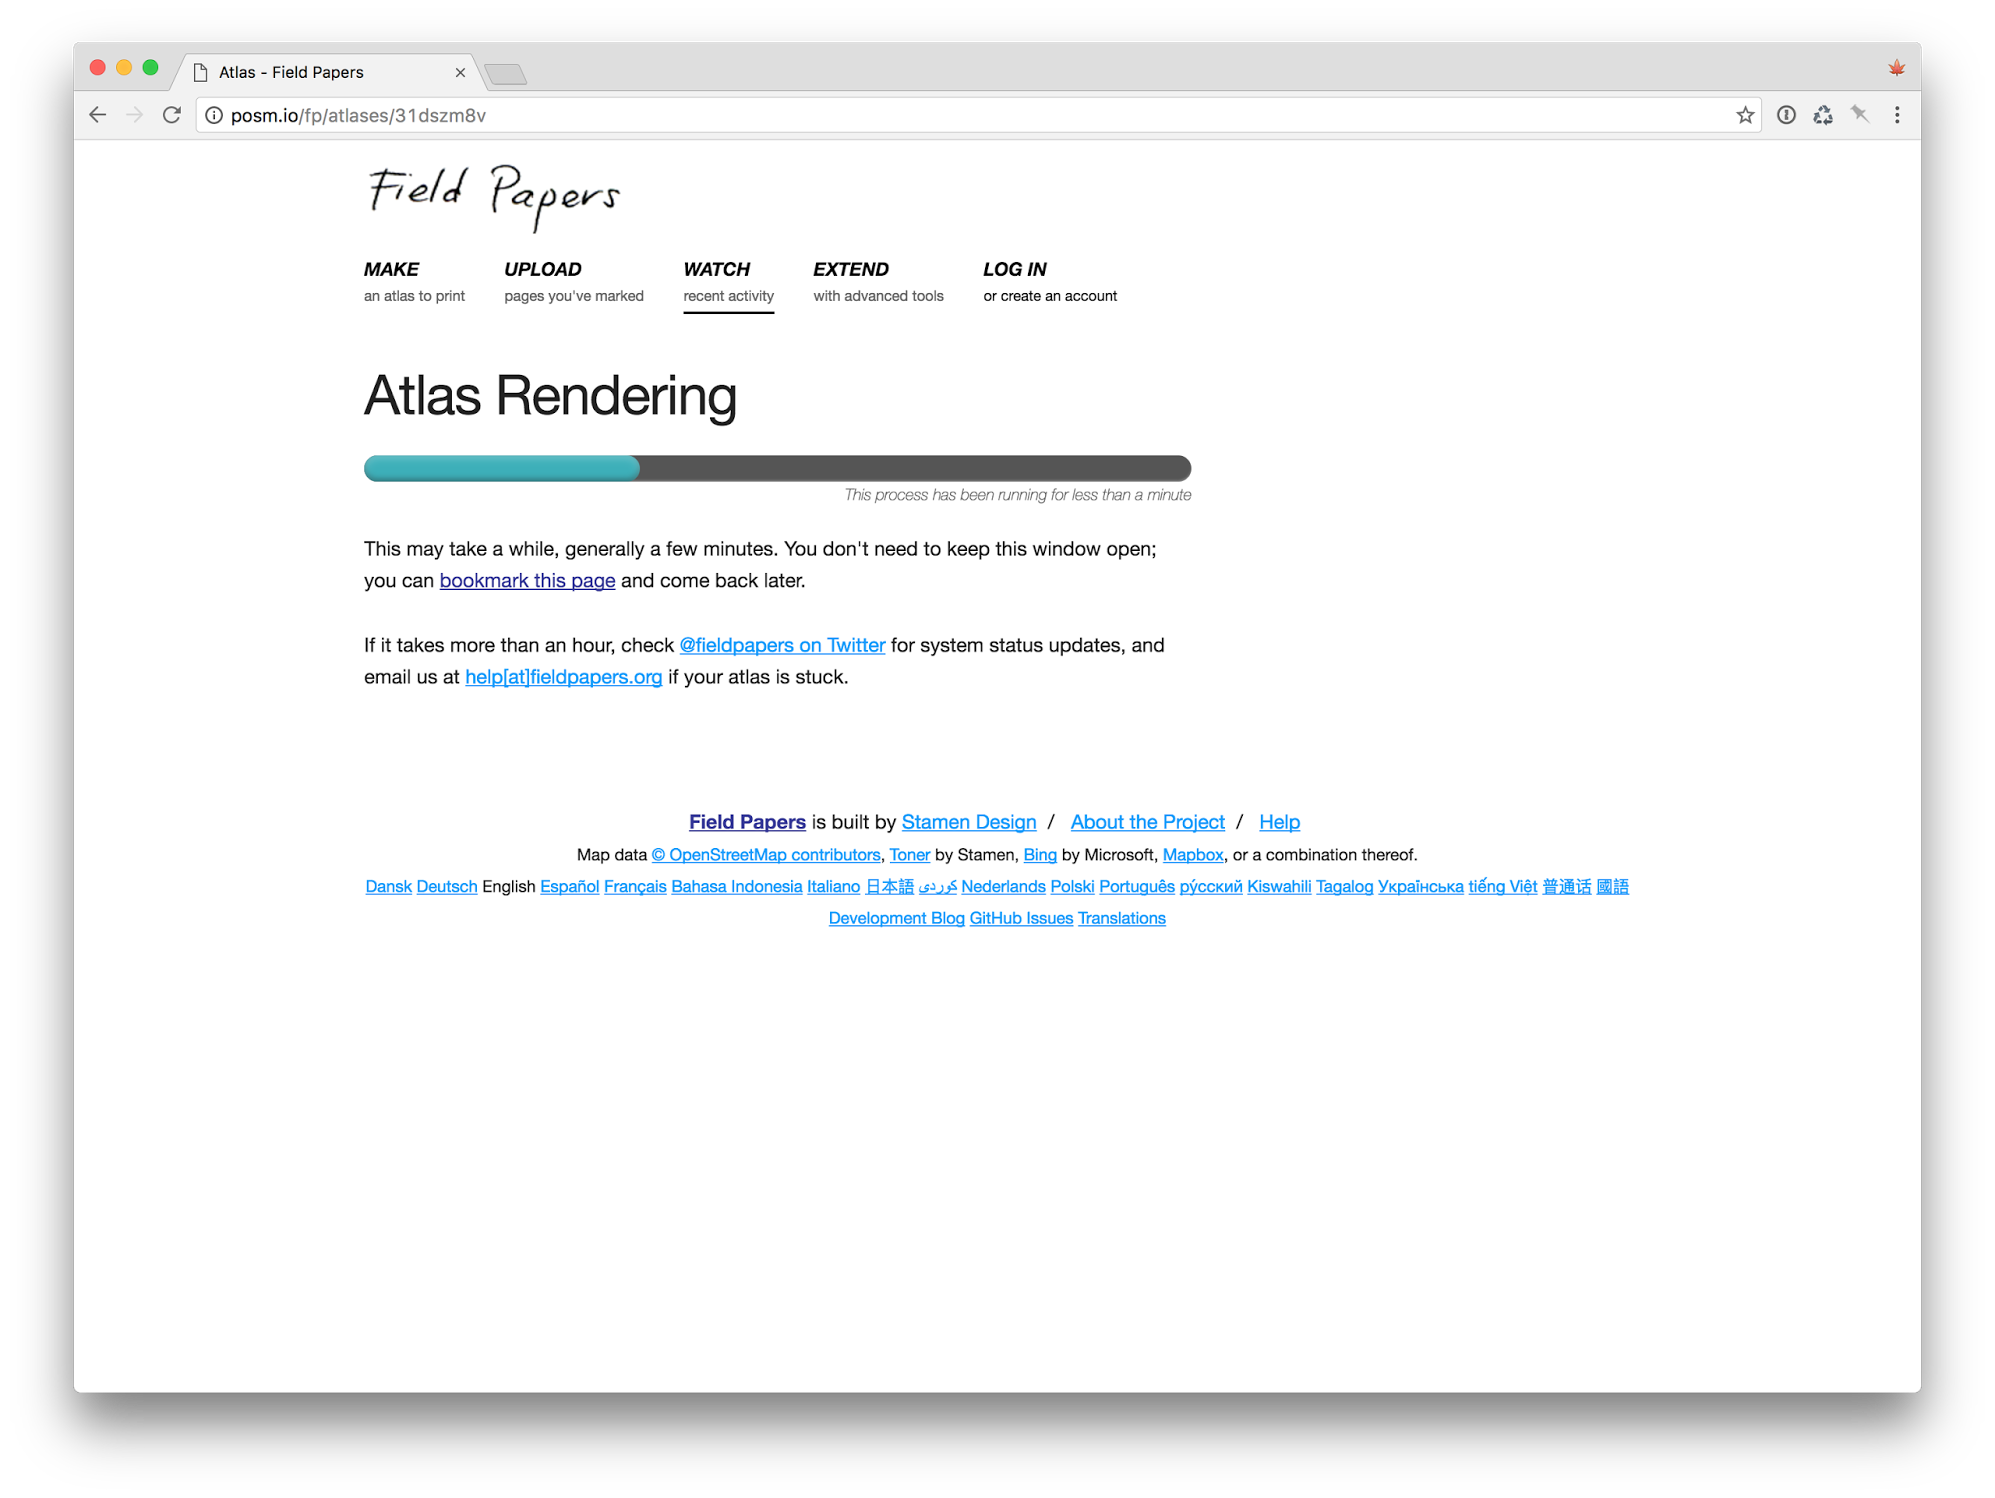 Atlas - Field Papers
posm.io/fp/atlases/31dszm8v
Field Papers
MAKE UPLOAD WATCH EXTEND LOG IN
an atlas to print pages you've marked recent activity with advanced tools or create an account
Atlas Rendering
This process has been running for less than a minute
This may take a while, generally a few minutes. You don't need to keep this window open;
you can bookmark this page and come back later.
If it takes more than an hour, check @fieldpapers on Twitter for system status updates, and
email us at help[at]fieldpapers.org if your atlas is stuck.
Field Papers is built by Stamen Design / About the Project / Help
Map data © OpenStreetMap contributors, Toner by Stamen, Bing by Microsoft, Mapbox, or a combination thereof.
Dansk Deutsch English Español Français Bahasa Indonesia Italiano 日本語 كوردی Nederlands Polski Português ру́сский Kiswahili Tagalog Українська tiếng Việt 普通话 國語
Development Blog GitHub Issues Translations